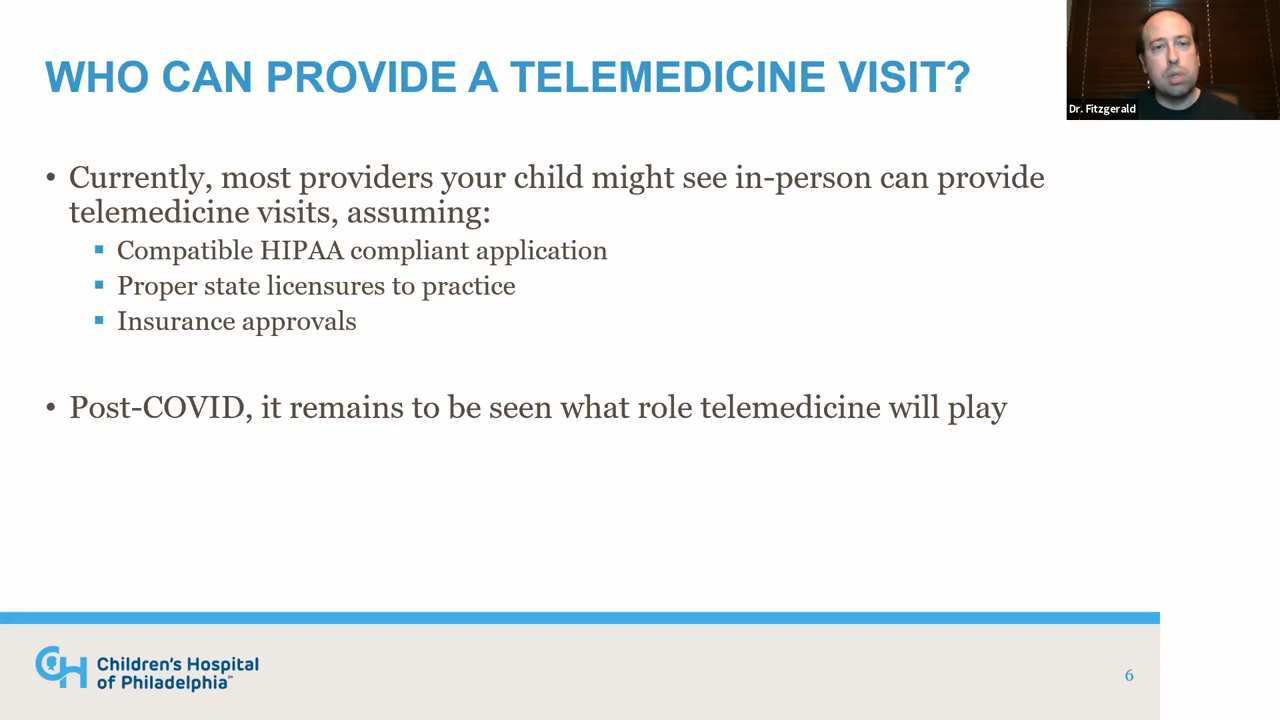 WHO CAN PROVIDE A TELEMEDICINE VISIT?
Dr. Fitzgerald
• Currently, most providers your child might see in-person can provide
telemedicine visits, assuming:
▪ Compatible HIPAA compliant application
▪ Proper state licensures to practice
▪ Insurance approvals
• Post-COVID, it remains to be seen what role telemedicine will play
CH Children's Hospital
of Philadelphia℠
6